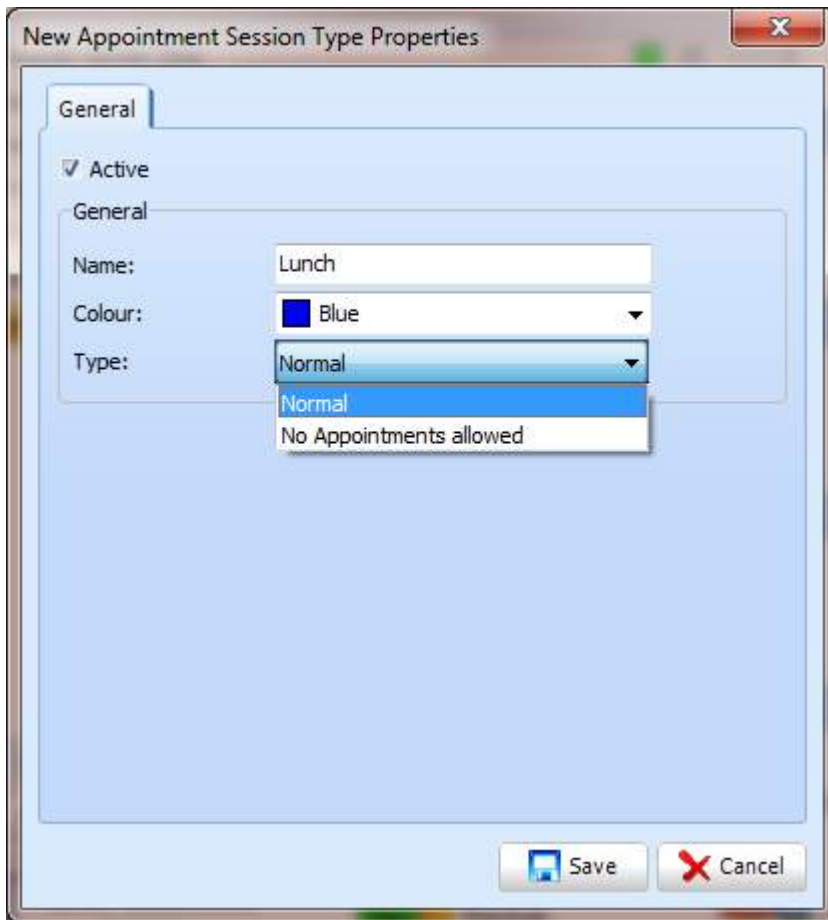 New Appointment Session Type Properties
General
Active
General
Name: Lunch
Colour: Blue
Type: Normal
Normal
No Appointments allowed
Save Cancel